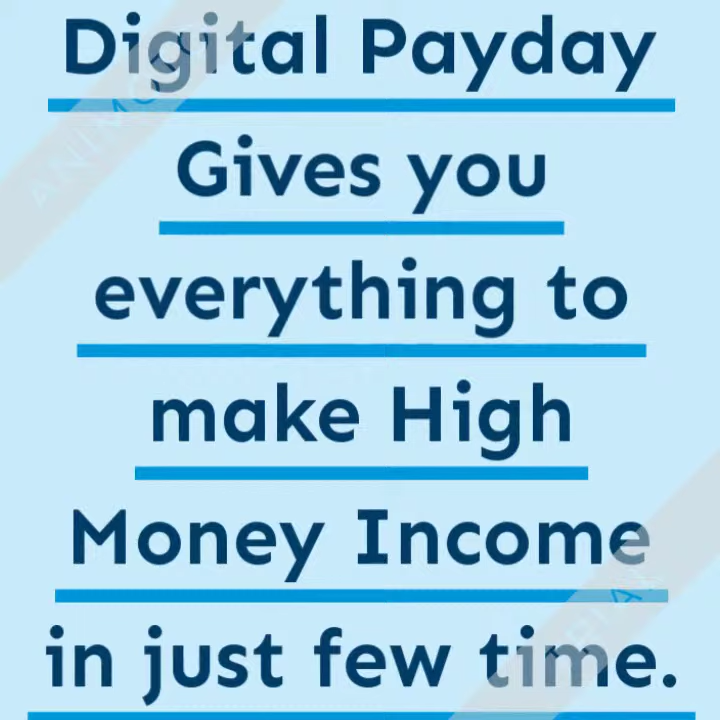 Digital Payday
Gives you
everything to
make High
Money Income
in just few time.